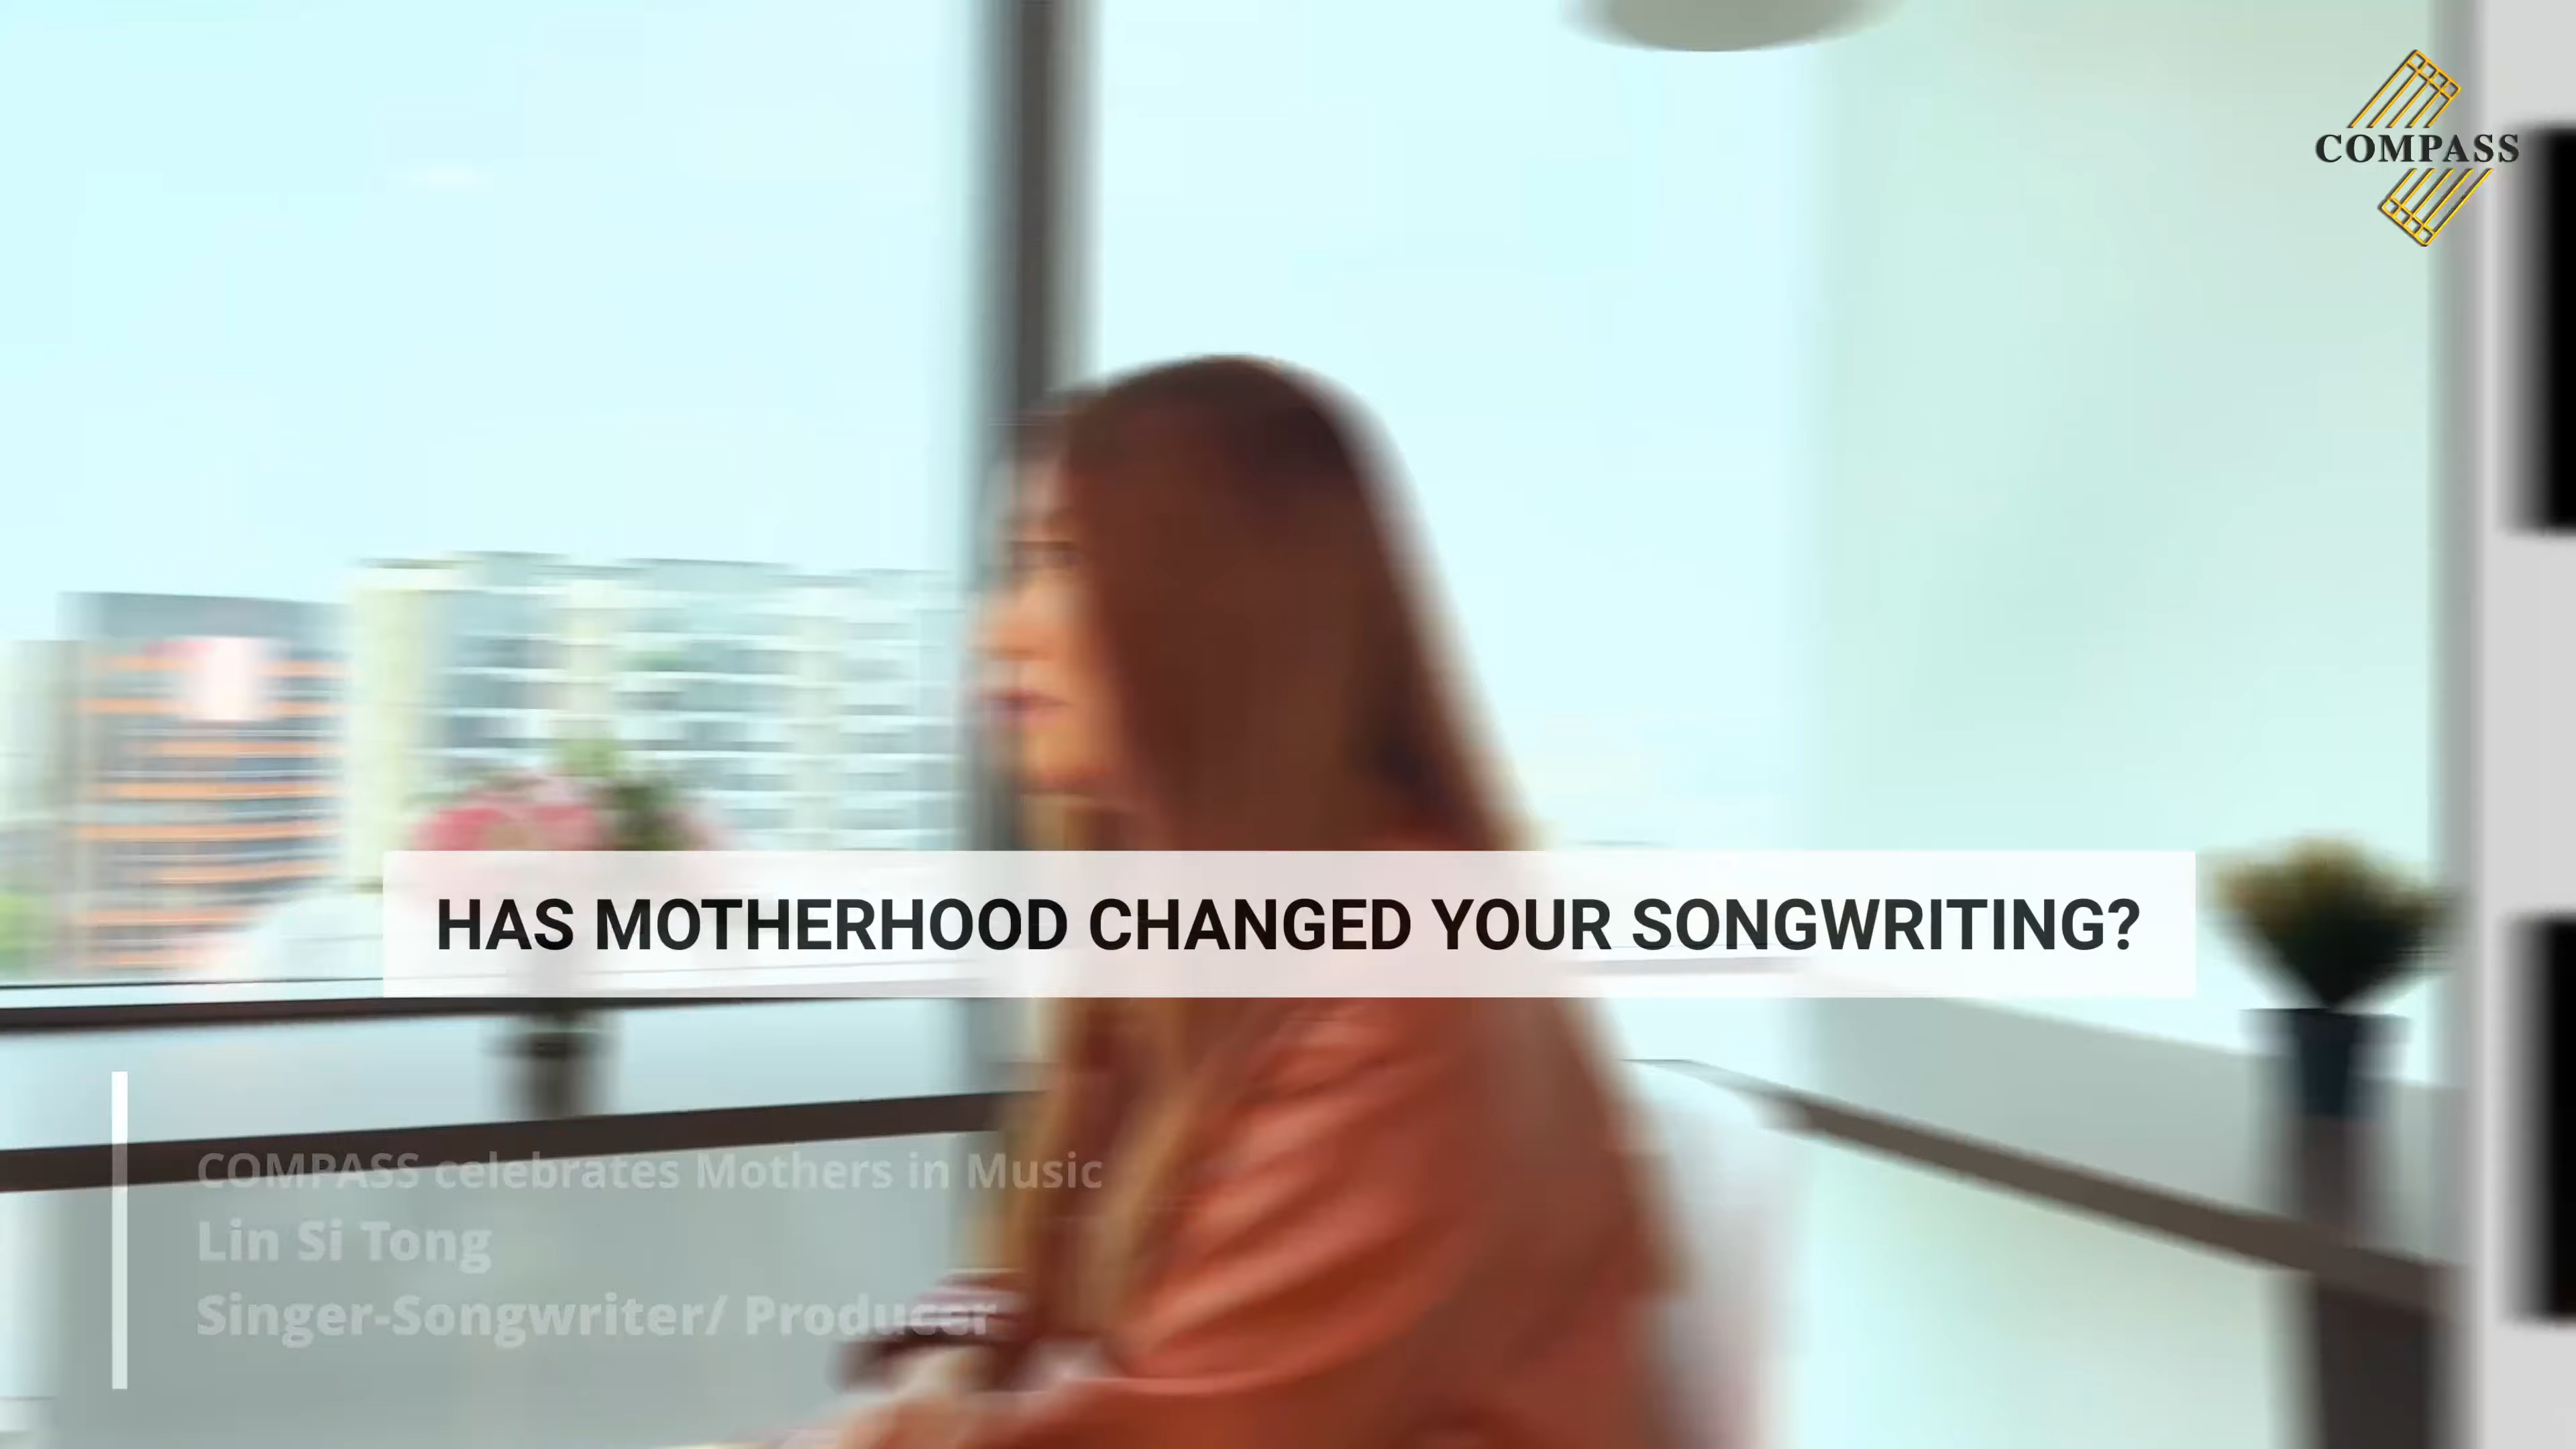 COMPASS
HAS MOTHERHOOD CHANGED YOUR SONGWRITING?
COMPASS celebrates Mothers in Music
Lin Si Tong
Singer-Songwriter/ Producer